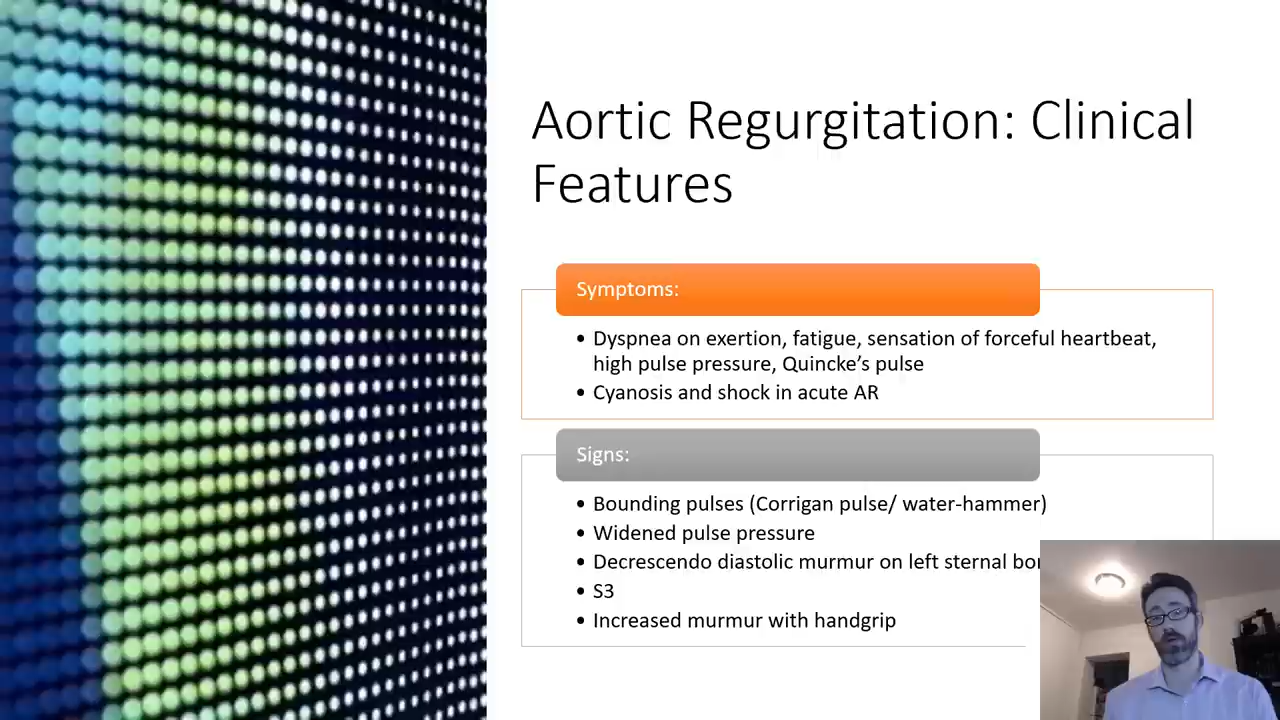 Aortic Regurgitation: Clinical
Features
Symptoms:
• Dyspnea on exertion, fatigue, sensation of forceful heartbeat,
high pulse pressure, Quincke’s pulse
• Cyanosis and shock in acute AR
Signs:
• Bounding pulses (Corrigan pulse/ water-hammer)
• Widened pulse pressure
• Decrescendo diastolic murmur on left sternal
• S3
• Increased murmur with handgrip